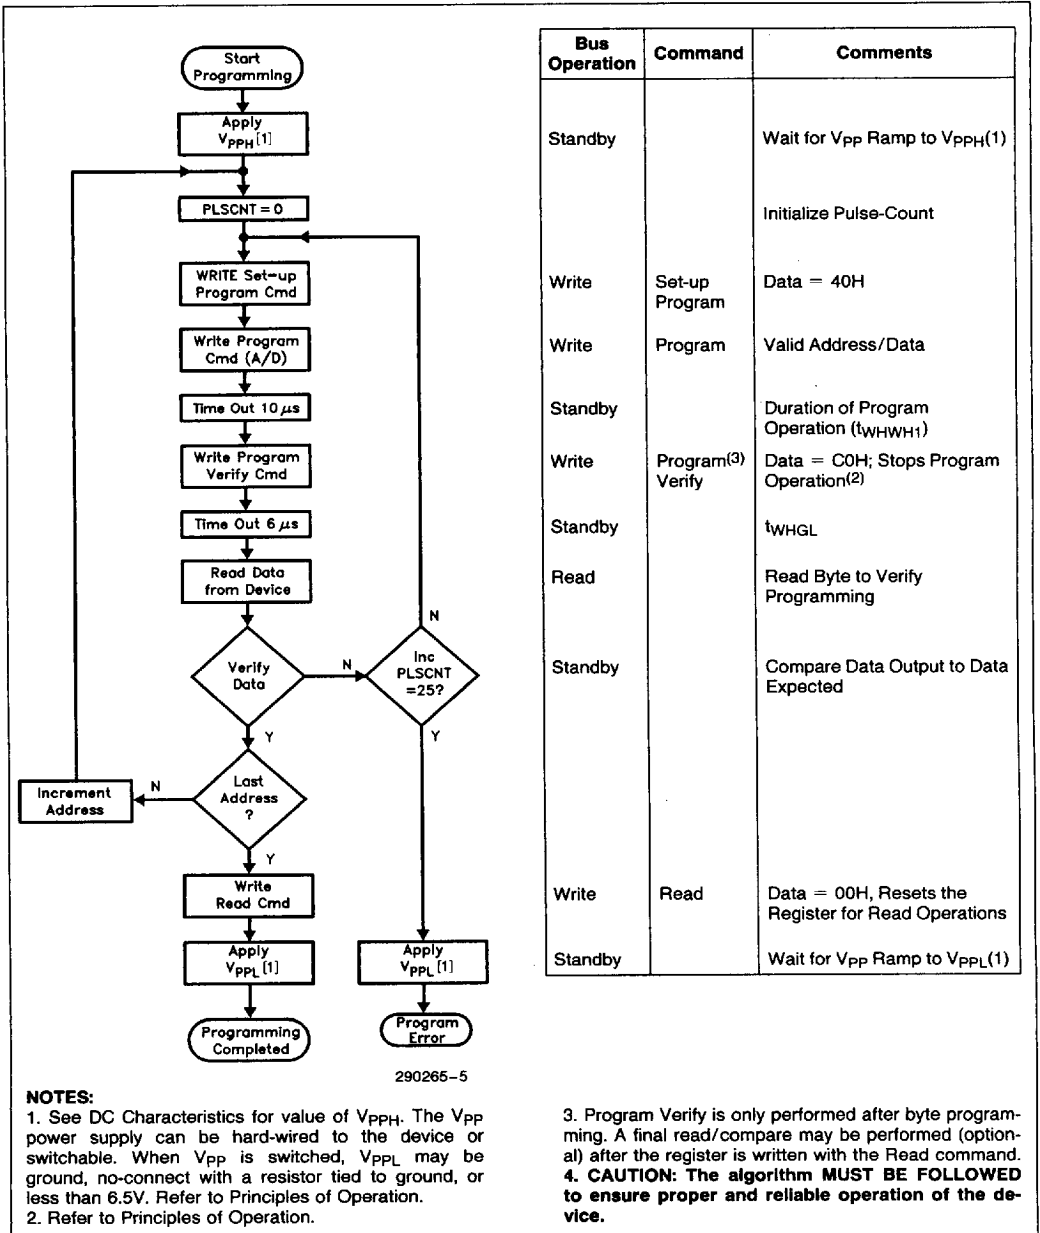 Start
Programming
Apply
VPPH[1]
PLSCNT = 0
WRITE Set-up
Program Cmd
Write Program
Cmd (A/D)
Time Out 10 μs
Write Program
Verify Cmd
Time Out 6 μs
Read Data
from Device
Verify
Data
N
Inc
PLSCNT
=25?
N
Y
Y
Last
Address
?
N
Increment
Address
Y
Write
Read Cmd
Apply
VPPL[1]
Programming
Completed
Apply
VPPL[1]
Program
Error
290265-5
Bus Operation Command Comments
Standby Wait for VPP Ramp to VPPH(1)
Initialize Pulse-Count
Write Set-up Program Data = 40H
Write Program Valid Address/Data
Standby Duration of Program
Operation (tWHWH1)
Write Program(3) Verify Data = C0H; Stops Program
Operation(2)
Standby tWHGL
Read Read Byte to Verify
Programming
Standby Compare Data Output to Data
Expected
Write Read Data = 00H, Resets the
Register for Read Operations
Standby Wait for VPP Ramp to VPPL(1)
NOTES:
1. See DC Characteristics for value of VPPH. The VPP
power supply can be hard-wired to the device or
switchable. When VPP is switched, VPPL may be
ground, no-connect with a resistor tied to ground, or
less than 6.5V. Refer to Principles of Operation.
2. Refer to Principles of Operation.
3. Program Verify is only performed after byte program-
ming. A final read/compare may be performed (option-
al) after the register is written with the Read command.
4. CAUTION: The algorithm MUST BE FOLLOWED
to ensure proper and reliable operation of the de-
vice.